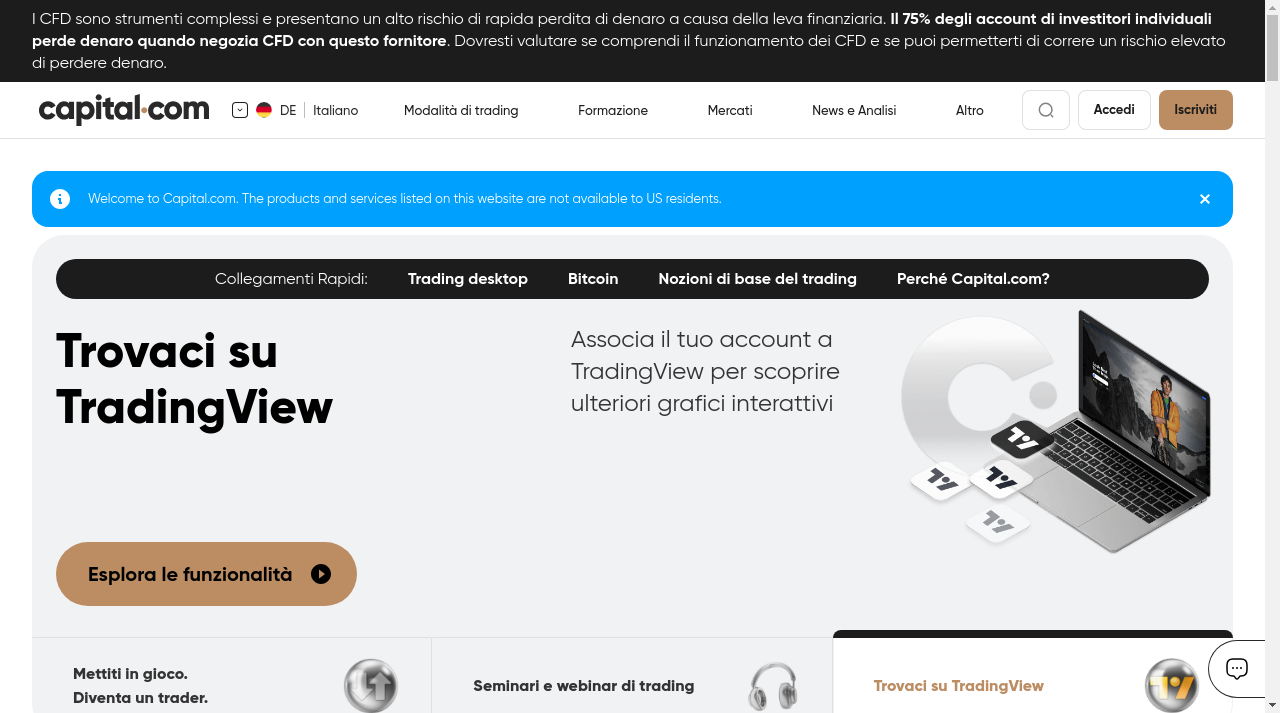 I CFD sono strumenti complessi e presentano un alto rischio di rapida perdita di denaro a causa della leva finanziaria. Il 75% degli account di investitori individuali
perde denaro quando negozia CFD con questo fornitore. Dovresti valutare se comprendi il funzionamento dei CFD e se puoi permetterti di correre un rischio elevato
di perdere denaro.
capital.com DE Italiano Modalità di trading Formazione Mercati News e Analisi Altro Accedi Iscriviti
Welcome to Capital.com. The products and services listed on this website are not available to US residents.
Collegamenti Rapidi: Trading desktop Bitcoin Nozioni di base del trading Perché Capital.com?
Trovaci su
TradingView
Associa il tuo account a
TradingView per scoprire
ulteriori grafici interattivi
Esplora le funzionalità
Mettiti in gioco.
Diventa un trader.
Seminari e webinar di trading
Trovaci su TradingView